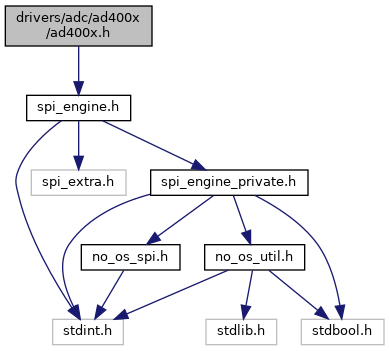 drivers/adc/ad400x
/ad400x.h
spi_engine.h
spi_extra.h
spi_engine_private.h
no_os_spi.h
no_os_util.h
stdint.h
stdlib.h
stdbool.h